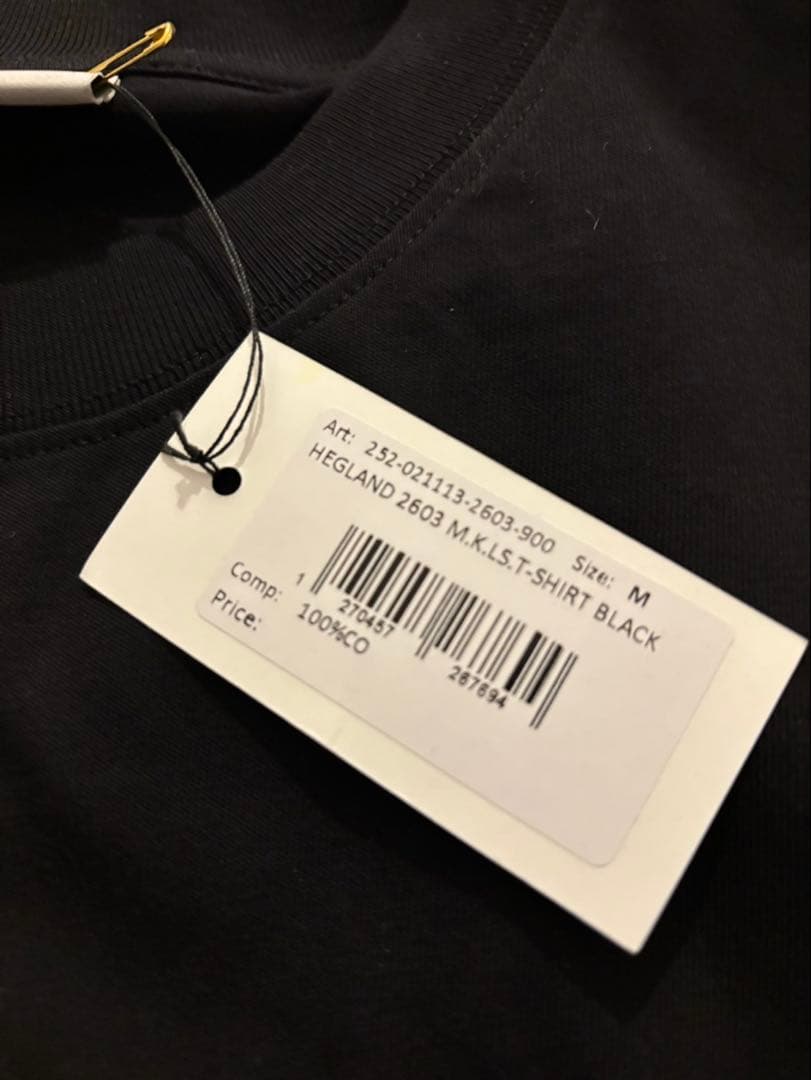 Art: 252-021113-2603-900 Size: M
HEGLAND 2603 M.K.LS.T-SHIRT BLACK
1 270457 267694
Comp: 100%CO
Price: